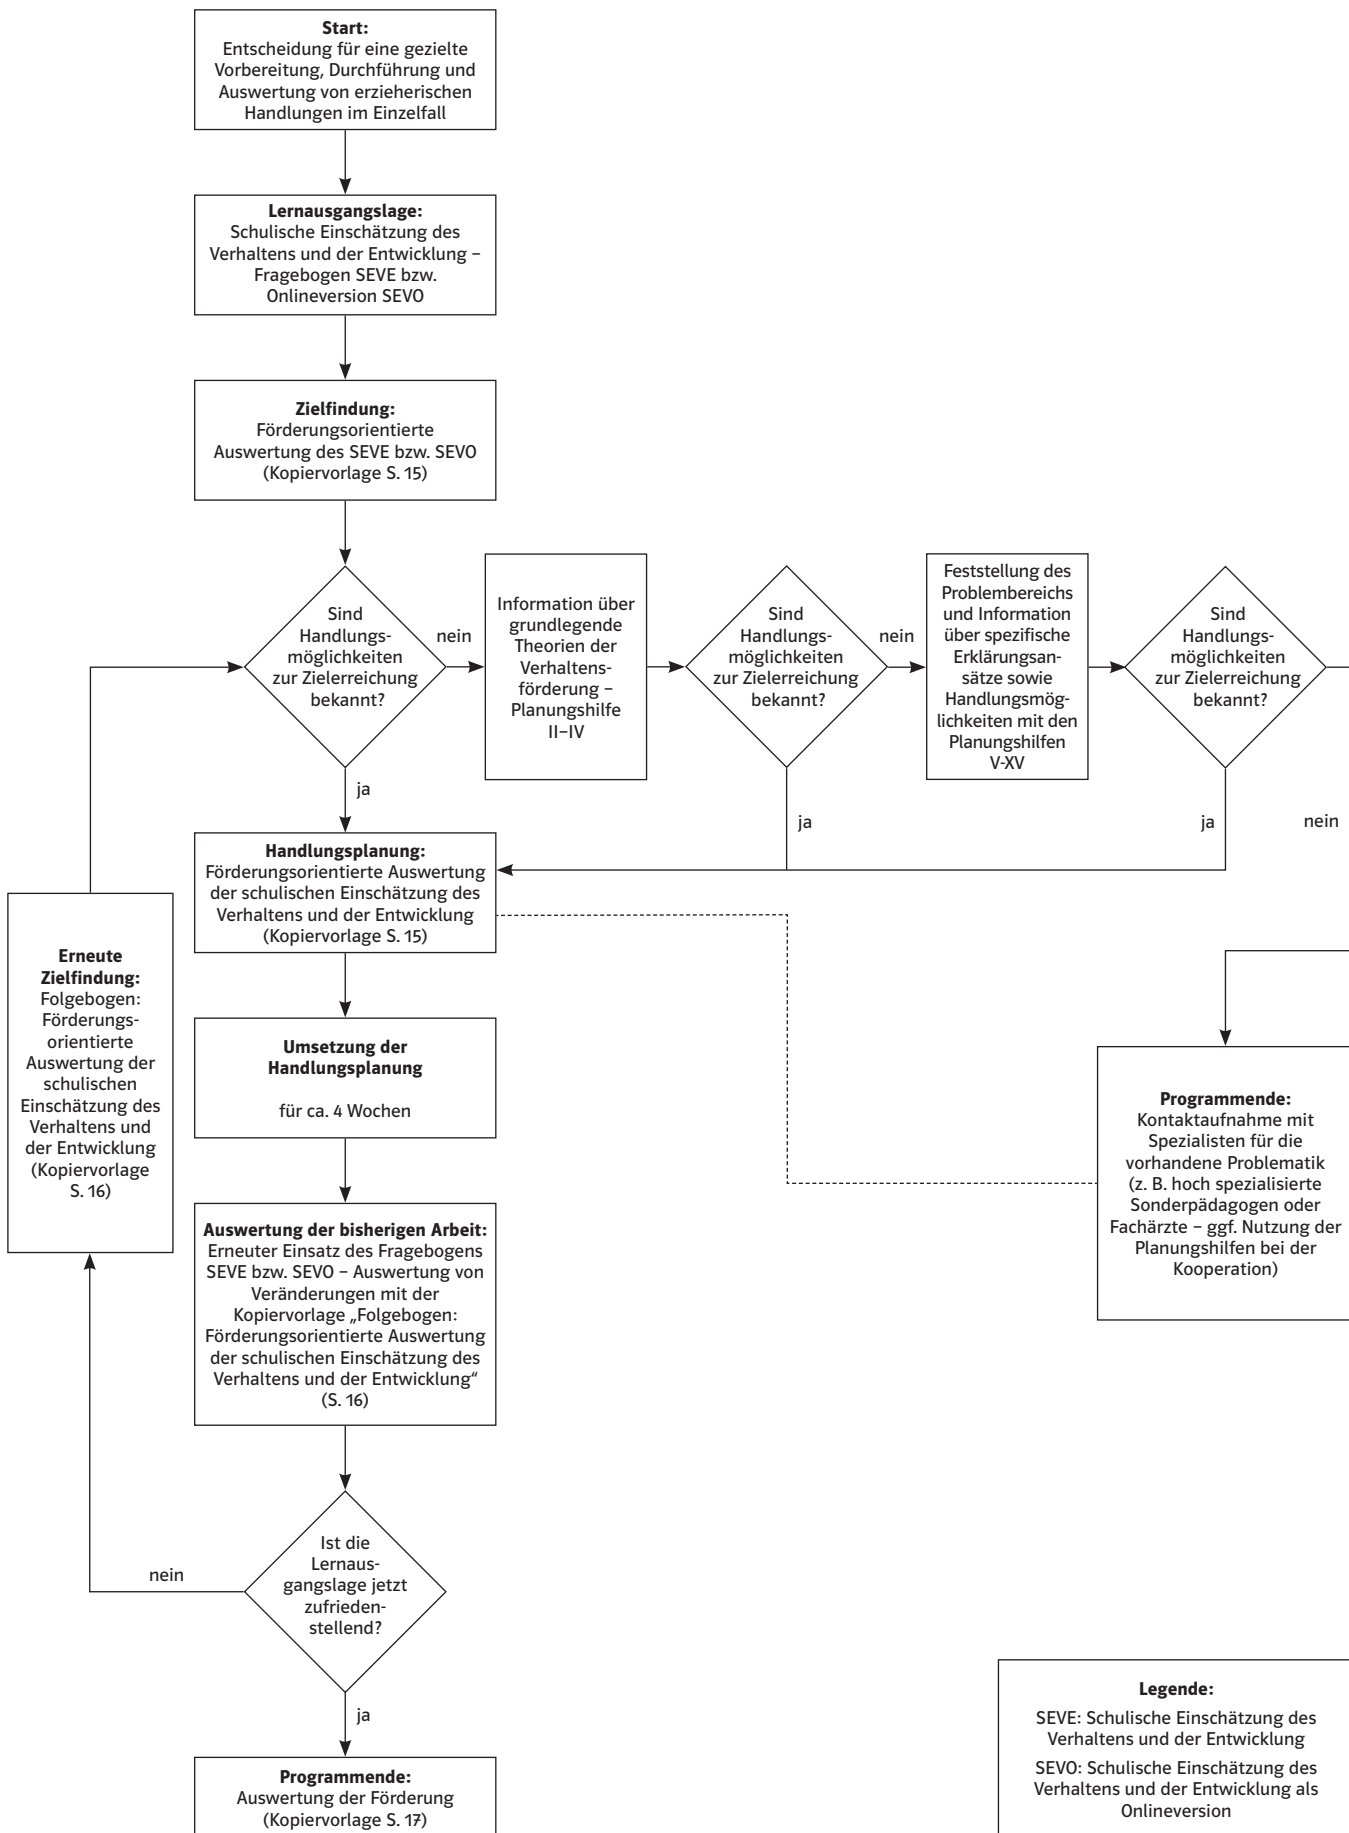 Start:
Entscheidung für eine gezielte
Vorbereitung, Durchführung und
Auswertung von erzieherischen
Handlungen im Einzelfall
Lernausgangslage:
Schulische Einschätzung des
Verhaltens und der Entwicklung –
Fragebogen SEVE bzw.
Onlineversion SEVO
Zielfindung:
Förderungsorientierte
Auswertung des SEVE bzw. SEVO
(Kopiervorlage S. 15)
Sind
Handlungs-
möglichkeiten
zur Zielerreichung
bekannt?
nein
ja
Information über
grundlegende
Theorien der
Verhaltens-
förderung –
Planungshilfe
II–IV
Sind
Handlungs-
möglichkeiten
zur Zielerreichung
bekannt?
nein
ja
Feststellung des
Problembereichs
und Information
über spezifische
Erklärungsan-
sätze sowie
Handlungsmög-
lichkeiten mit den
Planungshilfen
V-XV
Sind
Handlungs-
möglichkeiten
zur Zielerreichung
bekannt?
ja
nein
Handlungsplanung:
Förderungsorientierte Auswertung
der schulischen Einschätzung des
Verhaltens und der Entwicklung
(Kopiervorlage S. 15)
Erneute
Zielfindung:
Folgebogen:
Förderungs-
orientierte
Auswertung der
schulischen
Einschätzung des
Verhaltens und
der Entwicklung
(Kopiervorlage
S. 16)
Umsetzung der
Handlungsplanung
für ca. 4 Wochen
Programmende:
Kontaktaufnahme mit
Spezialisten für die
vorhandene Problematik
(z. B. hoch spezialisierte
Sonderpädagogen oder
Fachärzte – ggf. Nutzung der
Planungshilfen bei der
Kooperation)
Auswertung der bisherigen Arbeit:
Erneuter Einsatz des Fragebogens
SEVE bzw. SEVO – Auswertung von
Veränderungen mit der
Kopiervorlage „Folgebogen:
Förderungsorientierte Auswertung
der schulischen Einschätzung des
Verhaltens und der Entwicklung“
(S. 16)
Ist die
Lernaus-
gangslage jetzt
zufrieden-
stellend?
nein
ja
Programmende:
Auswertung der Förderung
(Kopiervorlage S. 17)
Legende:
SEVE: Schulische Einschätzung des
Verhaltens und der Entwicklung
SEVO: Schulische Einschätzung des
Verhaltens und der Entwicklung als
Onlineversion